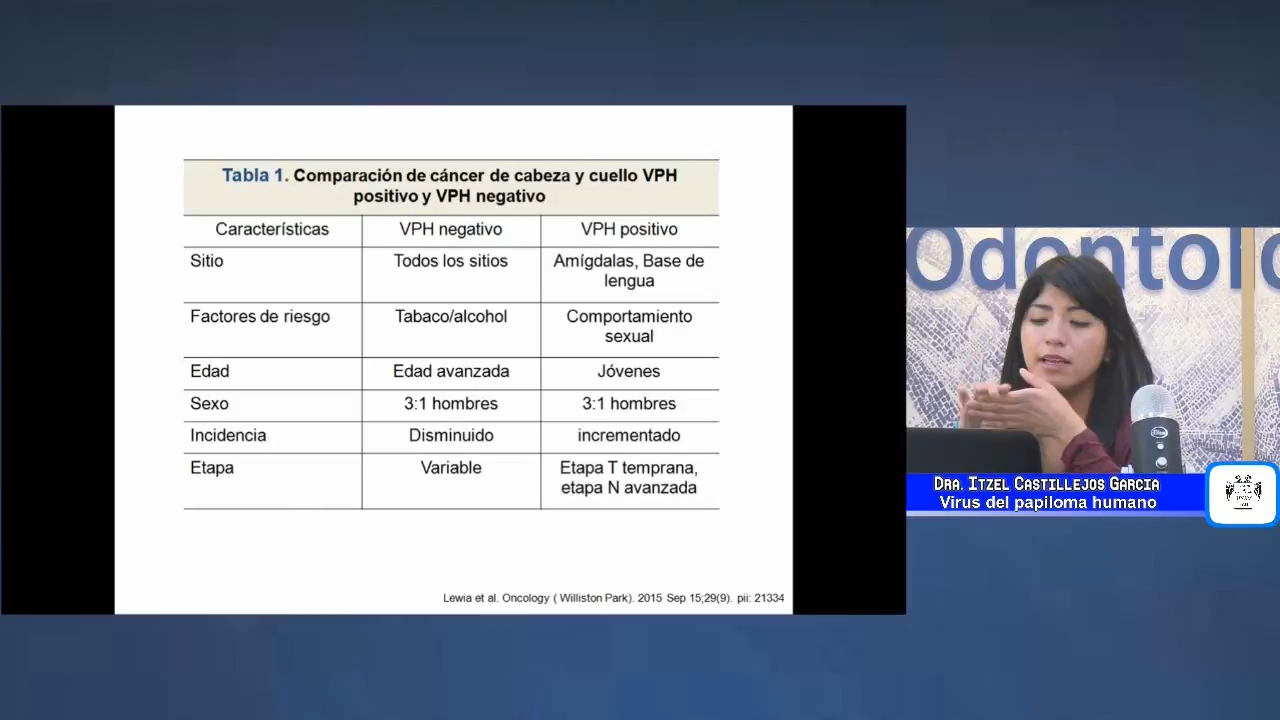 Tabla 1. Comparación de cáncer de cabeza y cuello VPH
positivo y VPH negativo
Características VPH negativo VPH positivo
Sitio Todos los sitios Amígdalas, Base de
lengua
Factores de riesgo Tabaco/alcohol Comportamiento
sexual
Edad Edad avanzada Jóvenes
Sexo 3:1 hombres 3:1 hombres
Incidencia Disminuido incrementado
Etapa Variable Etapa T temprana,
etapa N avanzada
Lewia et al. Oncology ( Williston Park). 2015 Sep 15;29(9). pii: 21334
Odontolo
Dra. Itzel Castillejos Garcia
Virus del papiloma humano